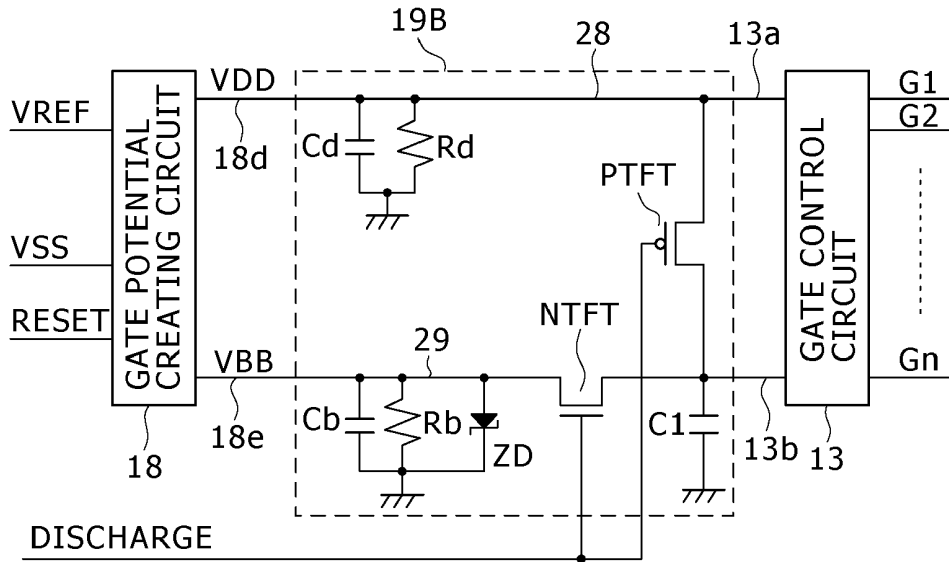 19B
28
13a
VDD
VREF
18d
Cd
Rd
G1
G2
PTFT
VSS
RESET
GATE POTENTIAL
CREATING CIRCUIT
GATE CONTROL
CIRCUIT
NTFT
VBB
29
Gn
18e
Cb
Rb
ZD
C1
18
13b
13
DISCHARGE